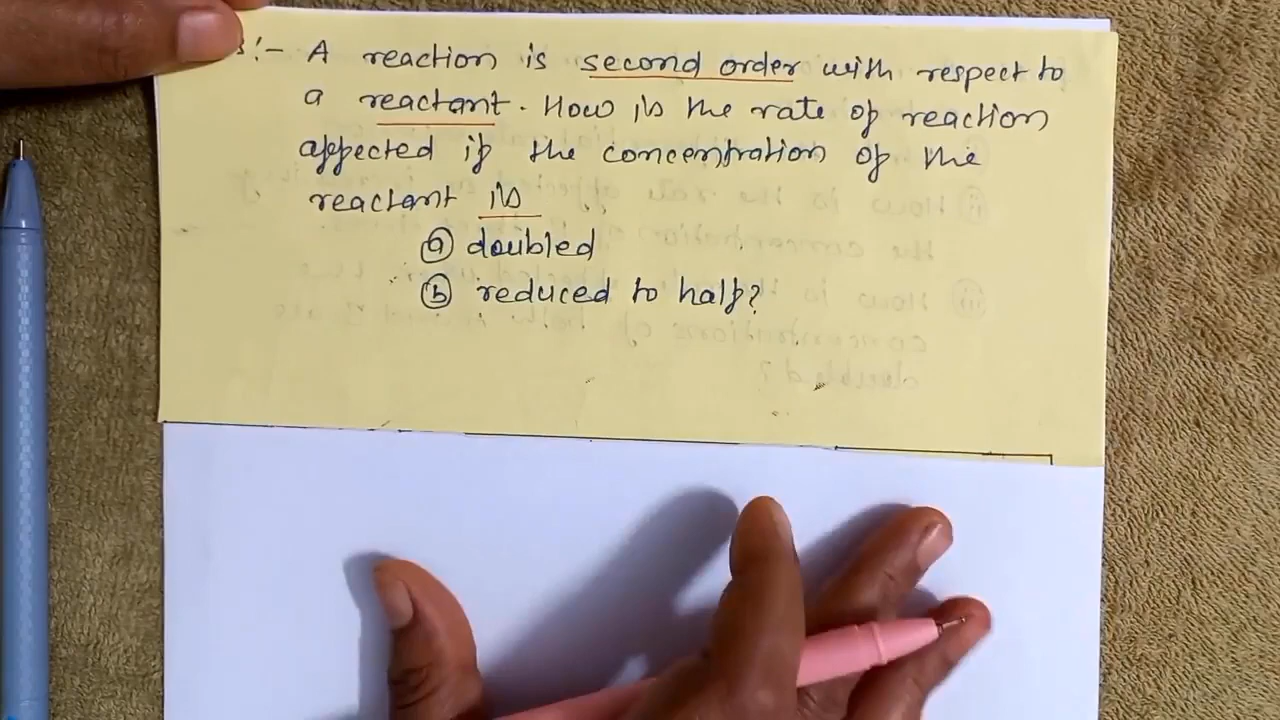 :- A reaction is second order with respect to
a reactant. How is the rate of reaction
affected if the concentration of the
reactant is
(a) doubled
(b) reduced to half?